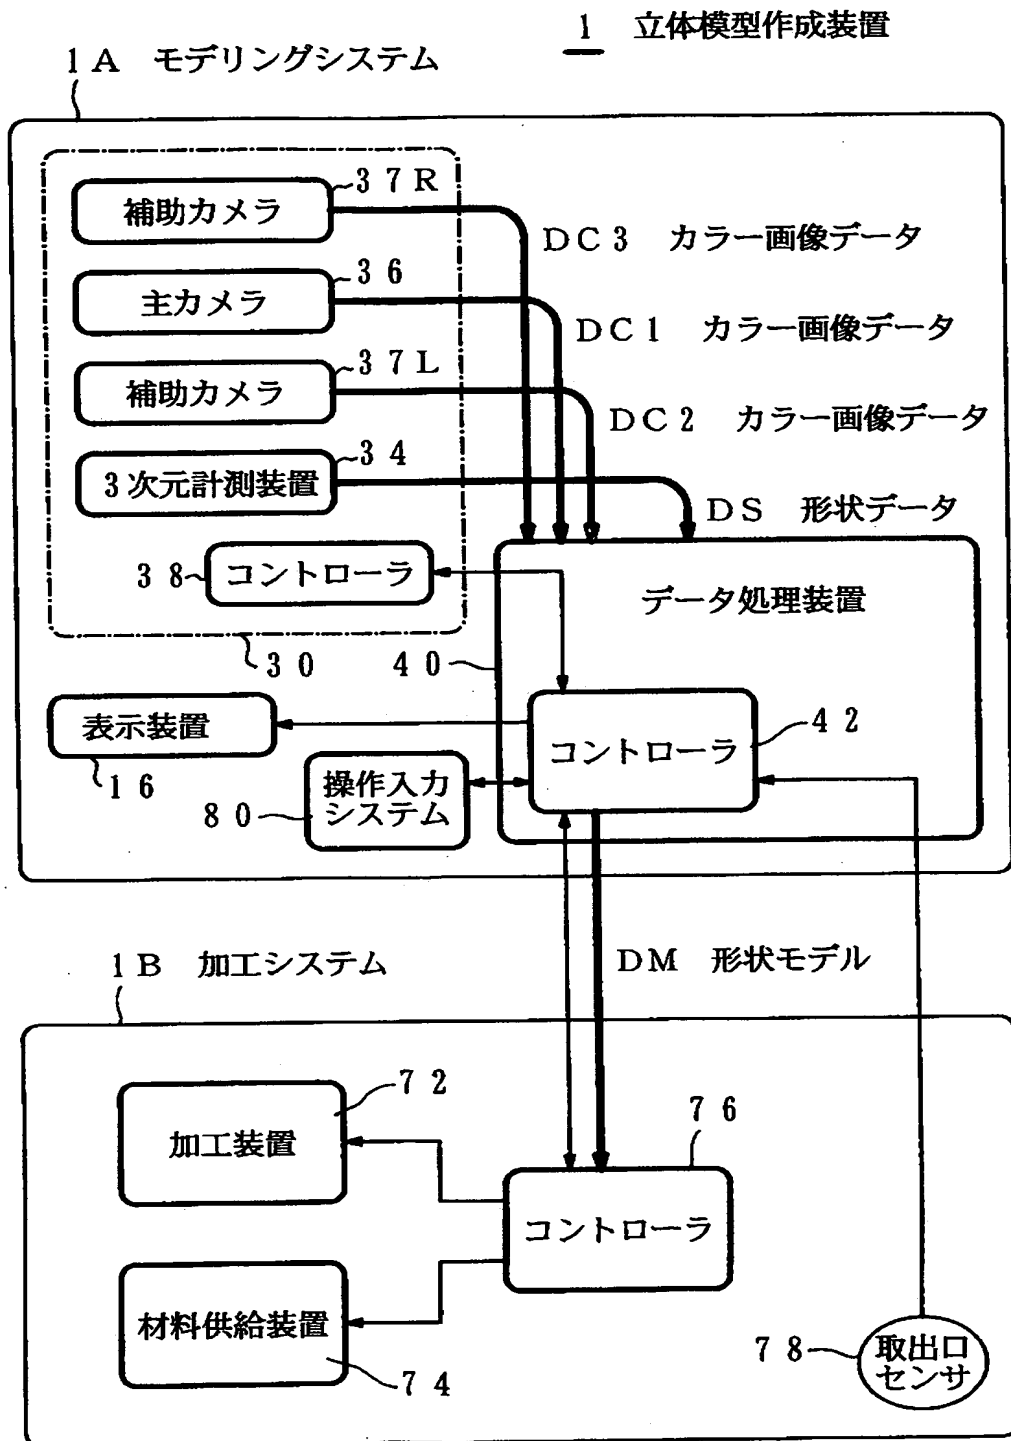 1 立体模型作成装置
1A モデリングシステム
37R
補助カメラ
DC3 カラー画像データ
36
主カメラ
DC1 カラー画像データ
37L
補助カメラ
DC2 カラー画像データ
34
3次元計測装置
DS 形状データ
38
コントローラ
データ処理装置
30
40
表示装置
16
コントローラ
42
操作入力
システム
80
1B 加工システム
DM 形状モデル
72
加工装置
76
コントローラ
材料供給装置
74
78
取出口
センサ